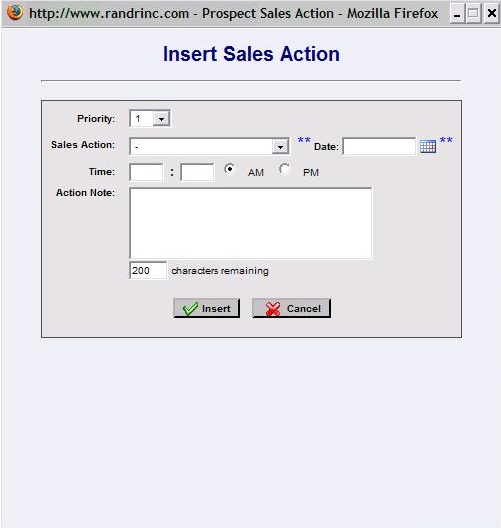 http://www.randrinc.com - Prospect Sales Action - Mozilla Firefox
Insert Sales Action
Priority: 1
Sales Action: - ** Date: **
Time: : AM PM
Action Note:
200 characters remaining
Insert Cancel